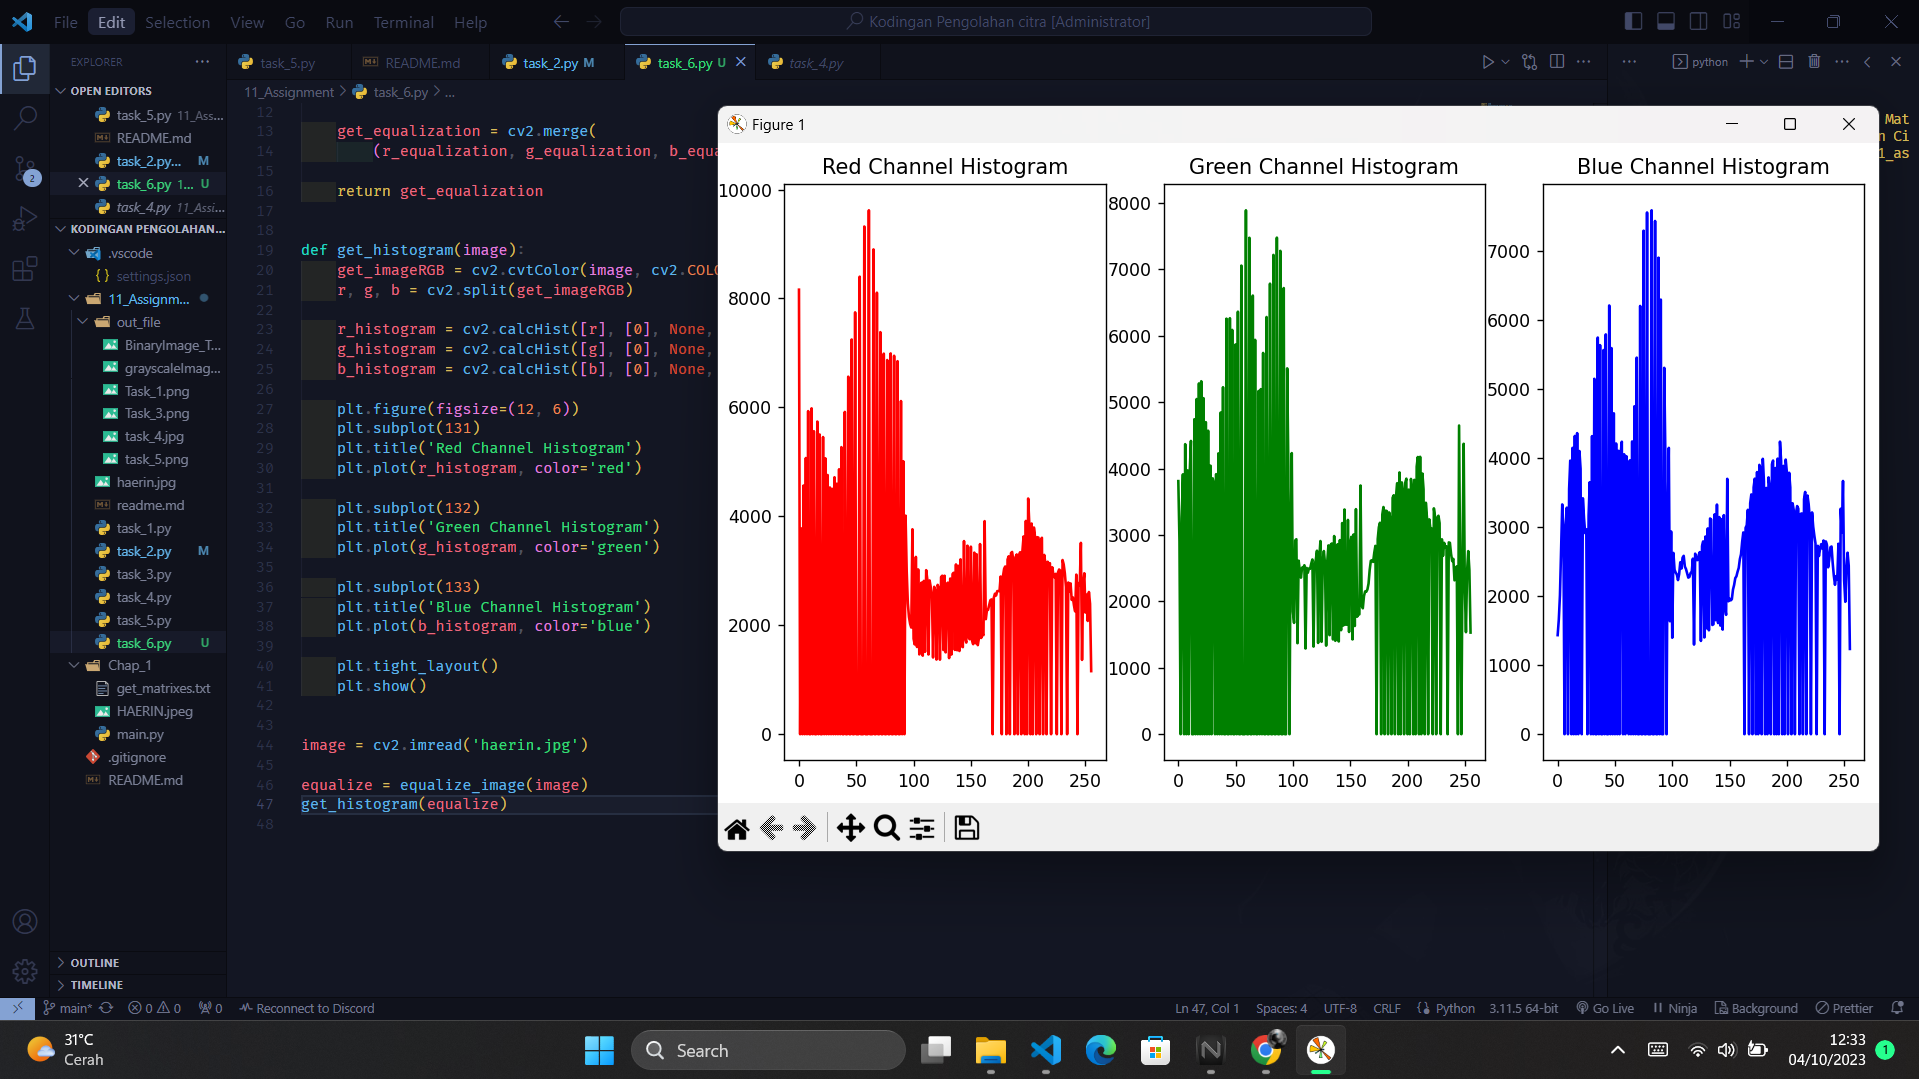 File Edit Selection View Go Run Terminal Help
Kodingan Pengolahan citra [Administrator]
EXPLORER
OPEN EDITORS
task_5.py 11_Ass...
README.md
task_2.py... M
task_6.py 1... U
task_4.py 11_Assi...
KODINGAN PENGOLAHAN...
.vscode
settings.json
11_Assignm...
out_file
BinaryImage_T...
grayscaleImag...
Task_1.png
Task_3.png
task_4.jpg
task_5.png
haerin.jpg
readme.md
task_1.py
task_2.py M
task_3.py
task_4.py
task_5.py
task_6.py U
Chap_1
get_matrixes.txt
HAERIN.jpeg
main.py
.gitignore
README.md
OUTLINE
TIMELINE
2
task_5.py README.md task_2.py M task_6.py U task_4.py
11_Assignment > task_6.py > ...
12
13 get_equalization = cv2.merge(
14 (r_equalization, g_equalization, b_equa
15
16 return get_equalization
17
18
19 def get_histogram(image):
20 get_imageRGB = cv2.cvtColor(image, cv2.COLO
21 r, g, b = cv2.split(get_imageRGB)
22
23 r_histogram = cv2.calcHist([r], [0], None,
24 g_histogram = cv2.calcHist([g], [0], None,
25 b_histogram = cv2.calcHist([b], [0], None,
26
27 plt.figure(figsize=(12, 6))
28 plt.subplot(131)
29 plt.title('Red Channel Histogram')
30 plt.plot(r_histogram, color='red')
31
32 plt.subplot(132)
33 plt.title('Green Channel Histogram')
34 plt.plot(g_histogram, color='green')
35
36 plt.subplot(133)
37 plt.title('Blue Channel Histogram')
38 plt.plot(b_histogram, color='blue')
39
40 plt.tight_layout()
41 plt.show()
42
43
44 image = cv2.imread('haerin.jpg')
45
46 equalize = equalize_image(image)
47 get_histogram(equalize)
48
python
Mat
n Ci
1_as
Figure 1
Red Channel Histogram
10000
8000
6000
4000
2000
0
0 50 100 150 200 250
Green Channel Histogram
8000
7000
6000
5000
4000
3000
2000
1000
0
0 50 100 150 200 250
Blue Channel Histogram
7000
6000
5000
4000
3000
2000
1000
0
0 50 100 150 200 250
main* 0 0 0 Reconnect to Discord
Ln 47, Col 1 Spaces: 4 UTF-8 CRLF Python 3.11.5 64-bit Go Live Ninja Background Prettier
31°C
Cerah
Search
12:33
04/10/2023
1